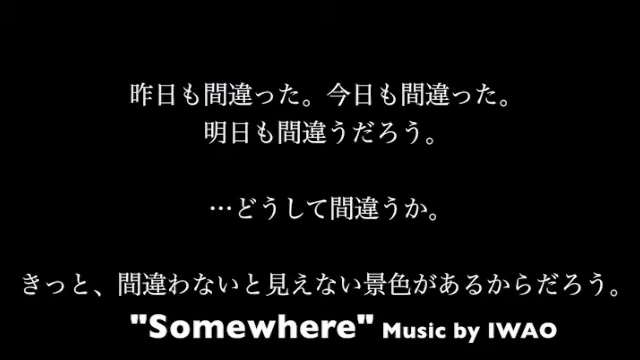 昨日も間違った。今日も間違った。
明日も間違うだろう。
…どうして間違うか。
きっと、間違わないと見えない景色があるからだろう。
"Somewhere" Music by IWAO